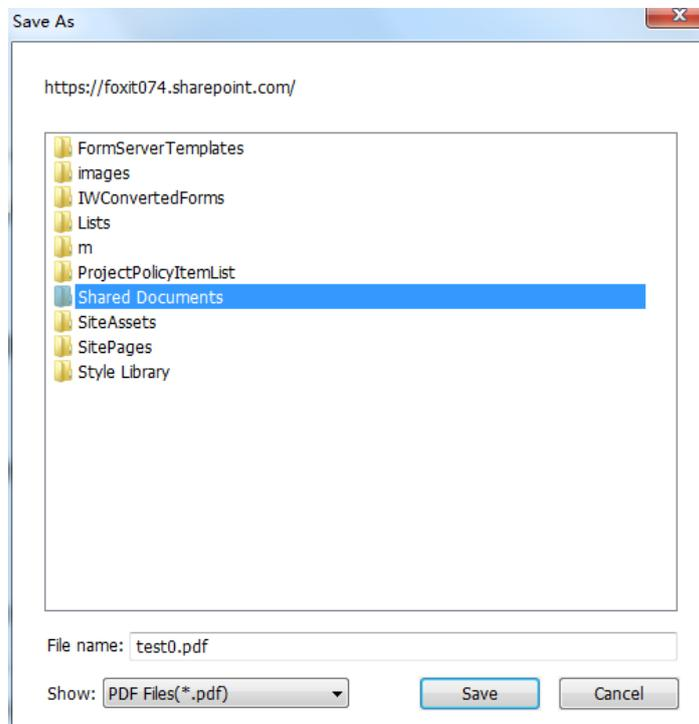 Save As
https://foxit074.sharepoint.com/
FormServerTemplates
images
IWConvertedForms
Lists
m
ProjectPolicyItemList
Shared Documents
SiteAssets
SitePages
Style Library
File name: test0.pdf
Show: PDF Files(*.pdf) Save Cancel